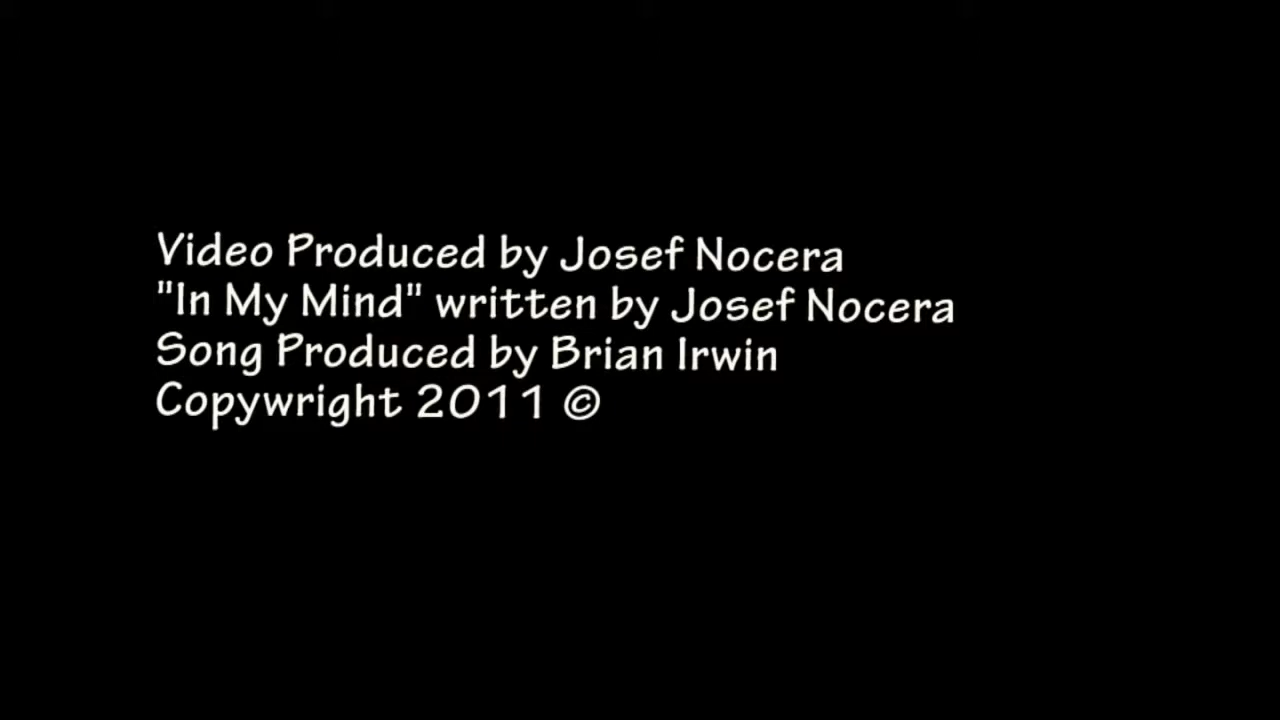 Video Produced by Josef Nocera
"In My Mind" written by Josef Nocera
Song Produced by Brian Irwin
Copywright 2011 ©